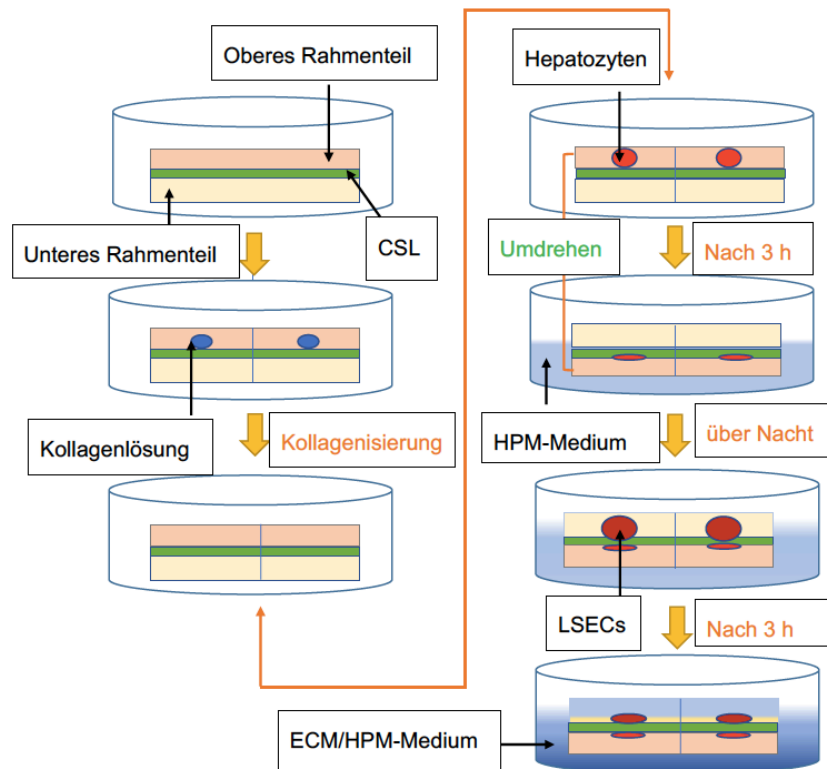 Oberes Rahmenteil
Unteres Rahmenteil
CSL
Kollagenlösung
Kollagenisierung
Hepatozyten
Umdrehen
Nach 3 h
HPM-Medium
über Nacht
LSECs
Nach 3 h
ECM/HPM-Medium